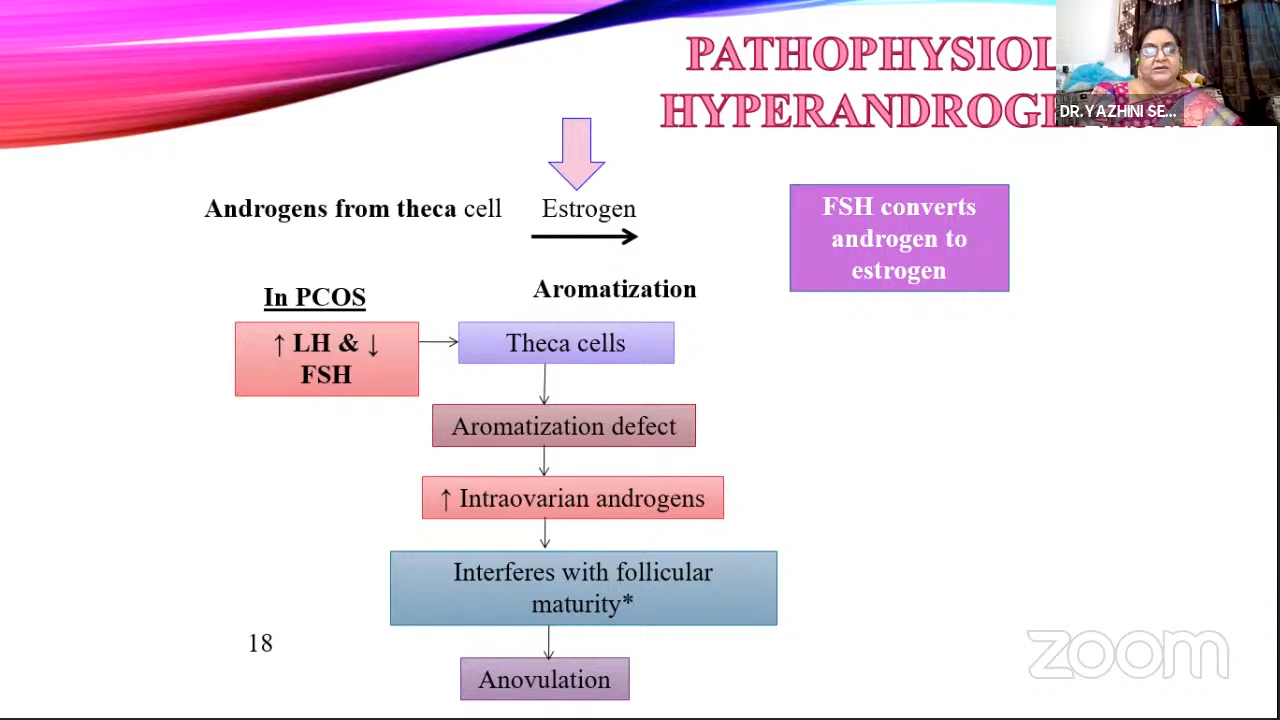 PATHOPHYSIOL
HYPERANDROGE
DR.YAZHINI SE...
Androgens from theca cell
Estrogen
FSH converts
androgen to
estrogen
Aromatization
In PCOS
↑ LH & ↓
FSH
Theca cells
Aromatization defect
↑ Intraovarian androgens
Interferes with follicular
maturity*
18
Anovulation
zoom